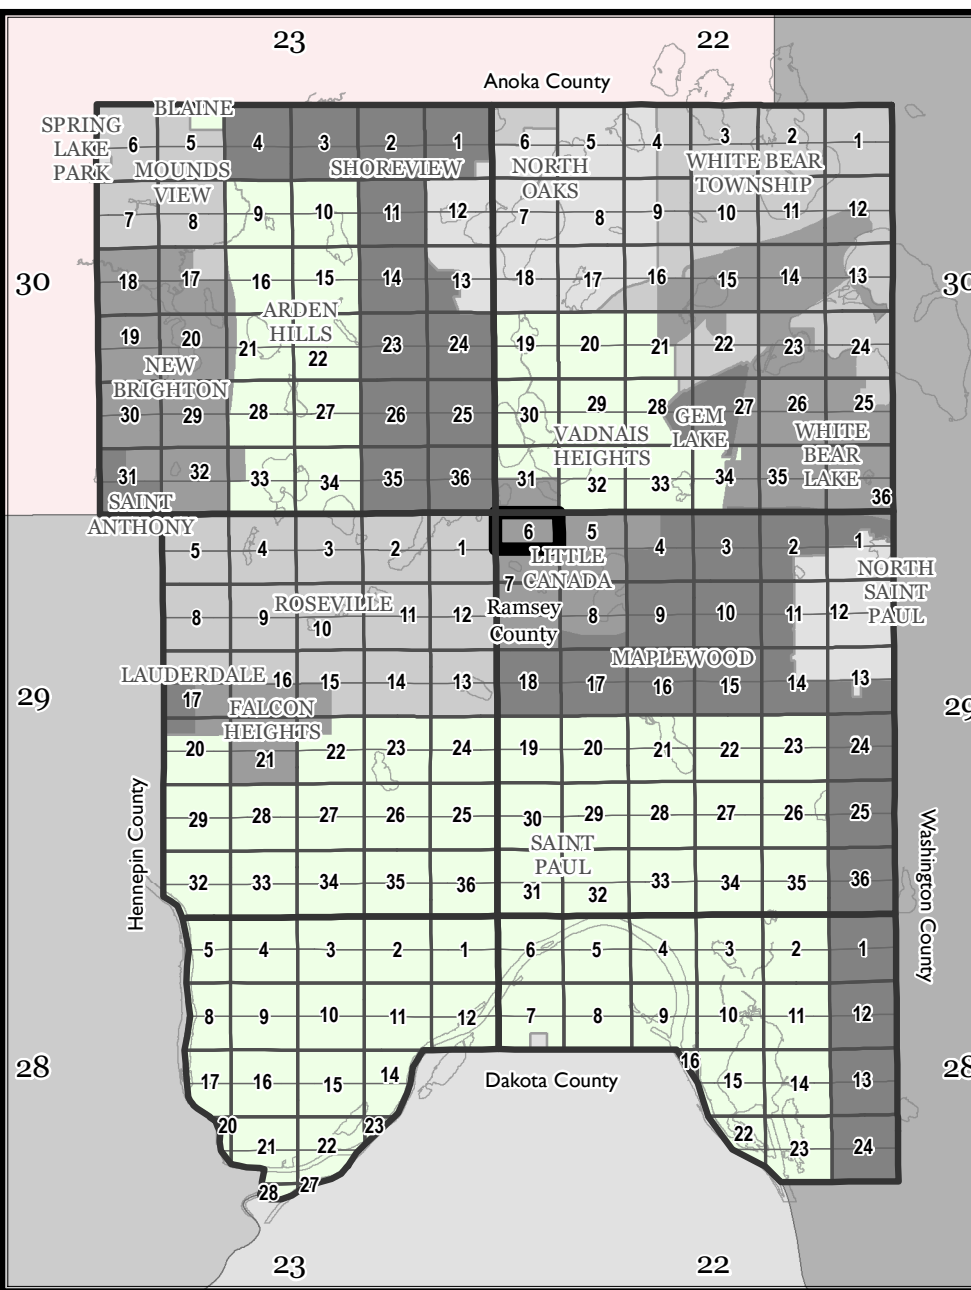 23 22
Anoka County
BLAINE
SPRING
LAKE
PARK
6 5 4 3 2 1 6 5 4 3 2 1
MOUNDS
VIEW
SHOREVIEW
NORTH
OAKS
WHITE BEAR
TOWNSHIP
7 8 9 10 11 12 7 8 9 10 11 12
30 18 17 16 15 14 13 18 17 16 15 14 13 30
ARDEN
HILLS
19 20 21 22 23 24 19 20 21 22 23 24
NEW
BRIGHTON
30 29 28 27 26 25 30 29 28 27 26 25
GEM
LAKE
VADNAIS
HEIGHTS
WHITE
BEAR
LAKE
31 32 33 34 35 36 31 32 33 34 35 36
SAINT
ANTHONY
5 4 3 2 1 6 5 4 3 2 1
LITTLE
CANADA
NORTH
SAINT
PAUL
7
8 9 10 11 12 8 9 10 11 12
ROSEVILLE
Ramsey
County
MAPLEWOOD
LAUDERDALE
29 17 16 15 14 13 18 17 16 15 14 13 29
FALCON
HEIGHTS
20 21 22 23 24 19 20 21 22 23 24
29 28 27 26 25 30 29 28 27 26 25
SAINT
PAUL
32 33 34 35 36 31 32 33 34 35 36
Hennepin County
Washington County
5 4 3 2 1 6 5 4 3 2 1
8 9 10 11 12 7 8 9 10 11 12
28 17 16 15 14 16 15 14 13 28
Dakota County
20 21 22 23 22 23 24
28 27
23 22